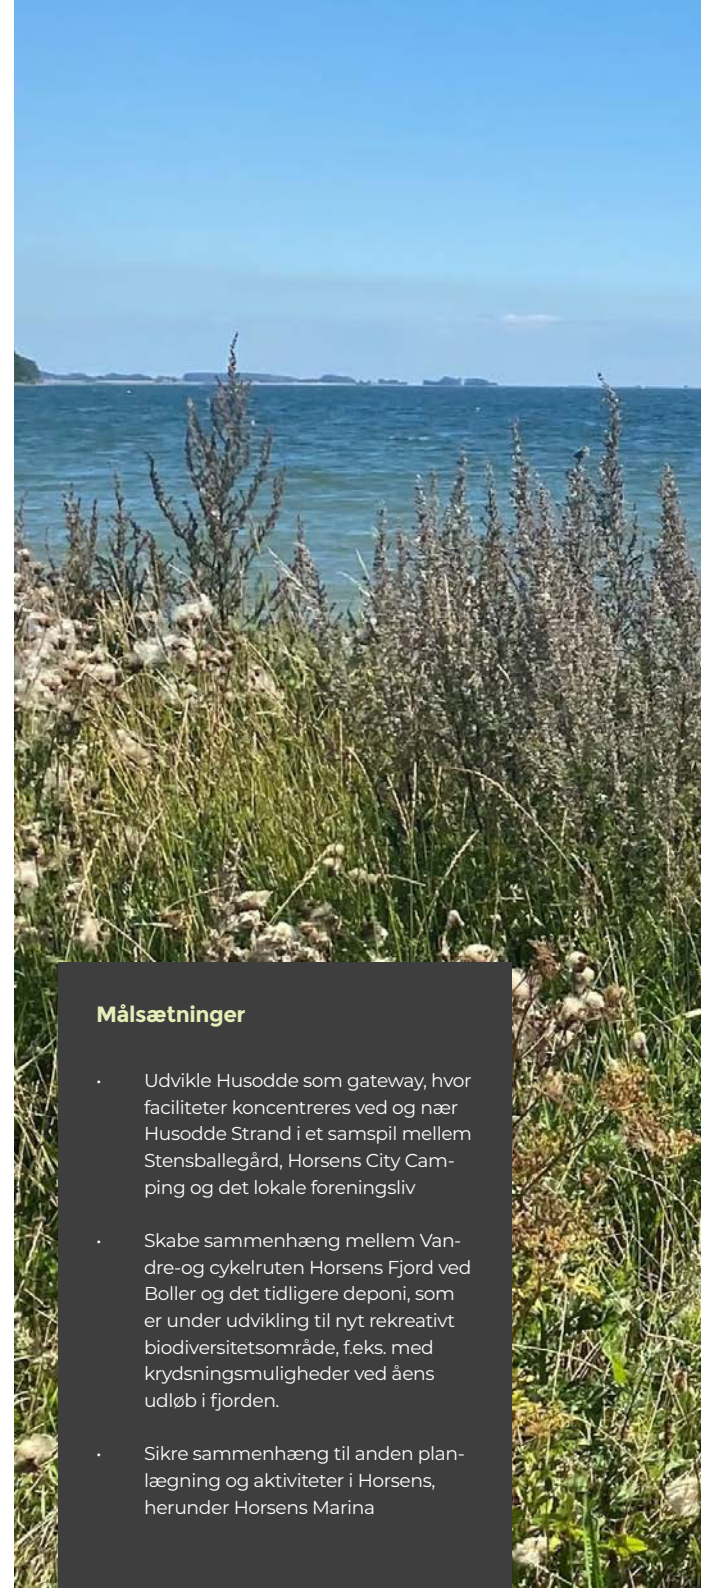 Målsætninger
• Udvikle Husodde som gateway, hvor
faciliteter koncentreres ved og nær
Husodde Strand i et samspil mellem
Stensballegård, Horsens City Cam-
ping og det lokale foreningsliv
• Skabe sammenhæng mellem Van-
dre-og cykelruten Horsens Fjord ved
Boller og det tidligere deponi, som
er under udvikling til nyt rekreativt
biodiversitetsområde, f.eks. med
krydsningsmuligheder ved åens
udløb i fjorden.
• Sikre sammenhæng til anden plan-
lægning og aktiviteter i Horsens,
herunder Horsens Marina